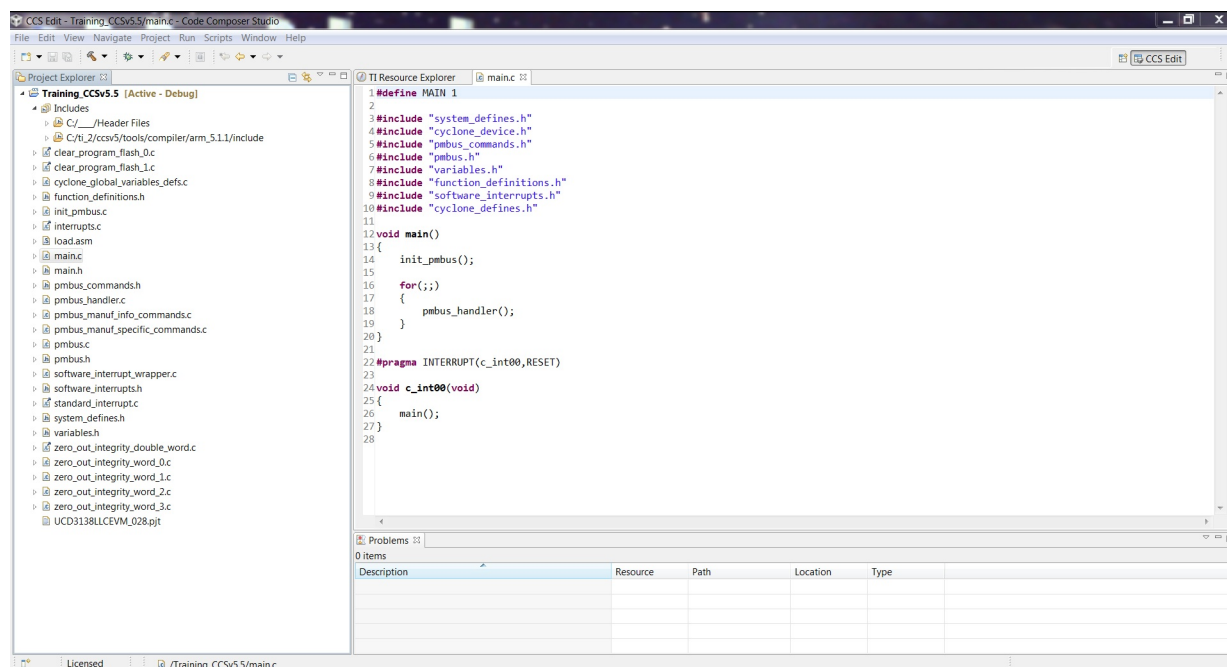 CCS Edit - Training_CCSv5.5/main.c - Code Composer Studio
File Edit View Navigate Project Run Scripts Window Help
CCS Edit
Project Explorer
Training_CCSv5.5 [Active - Debug]
Includes
C:/___/Header Files
C:/ti_2/ccsv5/tools/compiler/arm_5.1.1/include
clear_program_flash_0.c
clear_program_flash_1.c
cyclone_global_variables_defs.c
function_definitions.h
init_pmbus.c
interrupts.c
load.asm
main.c
main.h
pmbus_commands.h
pmbus_handler.c
pmbus_manuf_info_commands.c
pmbus_manuf_specific_commands.c
pmbus.c
pmbus.h
software_interrupt_wrapper.c
software_interrupts.h
standard_interrupt.c
system_defines.h
variables.h
zero_out_integrity_double_word.c
zero_out_integrity_word_0.c
zero_out_integrity_word_1.c
zero_out_integrity_word_2.c
zero_out_integrity_word_3.c
UCD3138LLCEVM_028.pjt
TI Resource Explorer main.c
1 #define MAIN 1
2
3 #include "system_defines.h"
4 #include "cyclone_device.h"
5 #include "pmbus_commands.h"
6 #include "pmbus.h"
7 #include "variables.h"
8 #include "function_definitions.h"
9 #include "software_interrupts.h"
10 #include "cyclone_defines.h"
11
12 void main()
13 {
14 init_pmbus();
15
16 for(;;)
17 {
18 pmbus_handler();
19 }
20 }
21
22 #pragma INTERRUPT(c_int00,RESET)
23
24 void c_int00(void)
25 {
26 main();
27 }
28
Problems
0 items
Description Resource Path Location Type
Licensed /Training_CCSv5.5/main.c